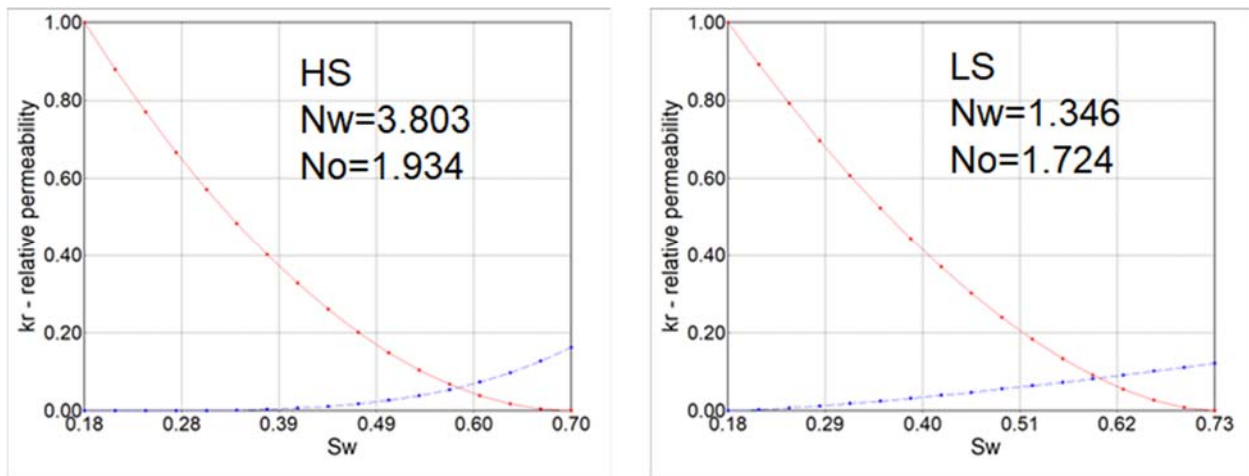 1.00
0.80
0.60
0.40
0.20
0.00
kr - relative permeability
HS
Nw=3.803
No=1.934
0.18 0.28 0.39 0.49 0.60 0.70
Sw
1.00
0.80
0.60
0.40
0.20
0.00
kr - relative permeability
LS
Nw=1.346
No=1.724
0.18 0.29 0.40 0.51 0.62 0.73
Sw